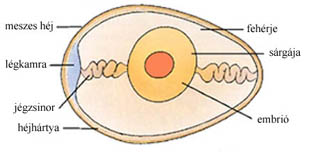 meszes héj
légkamra
jégzsinor
héjhártya
fehérje
sárgája
embrió